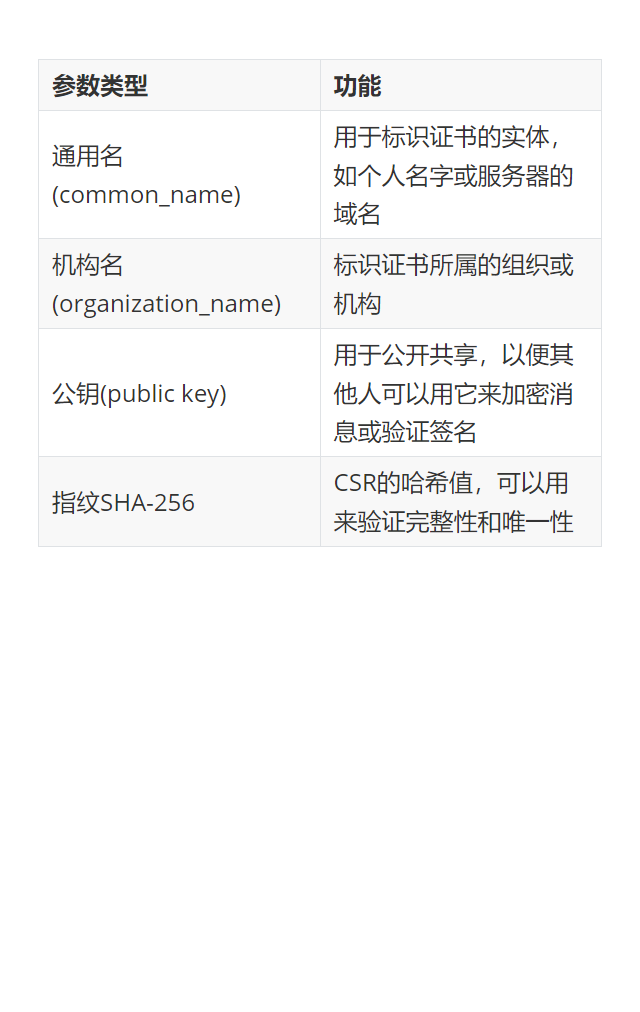 参数类型
功能
通用名
(common_name)
用于标识证书的实体，
如个人名字或服务器的
域名
机构名
(organization_name)
标识证书所属的组织或
机构
公钥(public key)
用于公开共享，以便其
他人可以用它来加密消
息或验证签名
指纹SHA-256
CSR的哈希值，可以用
来验证完整性和唯一性